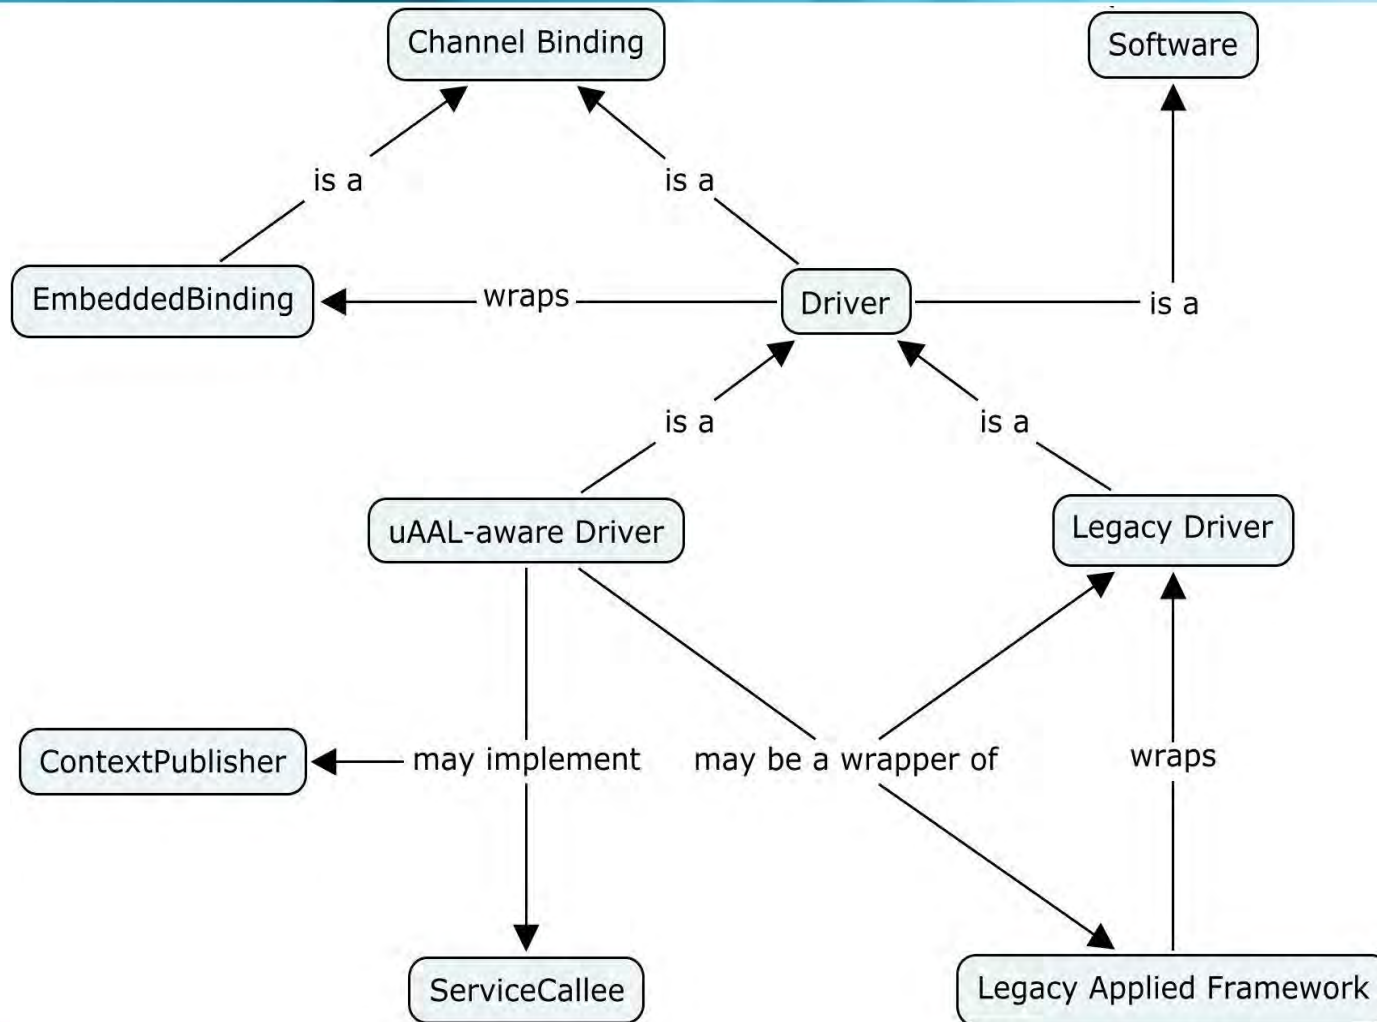 Channel Binding
Software
is a
is a
EmbeddedBinding
wraps
Driver
is a
is a
is a
uAAL-aware Driver
Legacy Driver
ContextPublisher
may implement
may be a wrapper of
wraps
ServiceCallee
Legacy Applied Framework